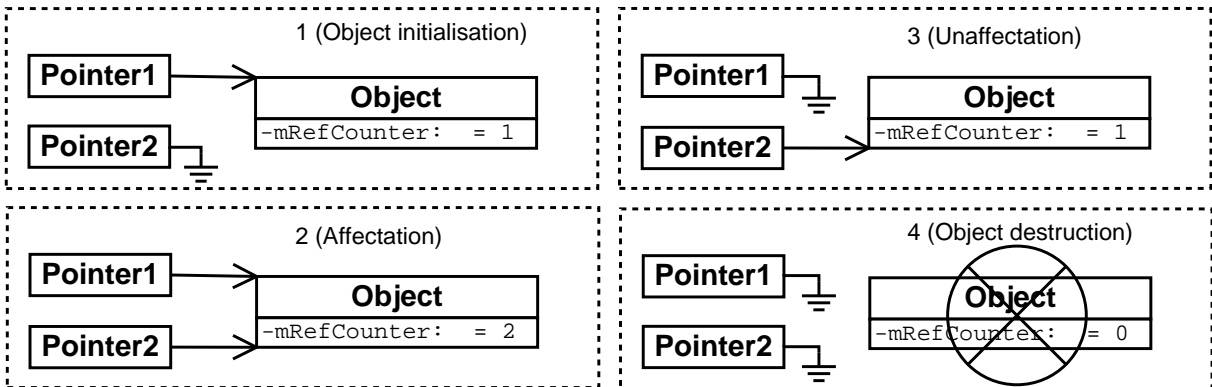 1 (Object initialisation)
Pointer1
Object
-mRefCounter: = 1
Pointer2
2 (Affectation)
Pointer1
Object
-mRefCounter: = 2
Pointer2
3 (Unaffectation)
Pointer1
Object
-mRefCounter: = 1
Pointer2
4 (Object destruction)
Pointer1
Object
-mRefCounter: = 0
Pointer2